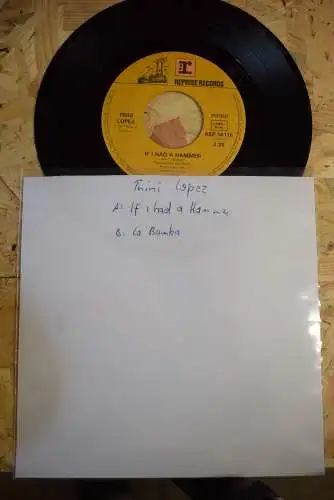 REPRISE RECORDS
TRINI
LOPEZ
IF I HAD A HAMMER
Trini Lopez
A: If i had a Hammer
B: La Bamba